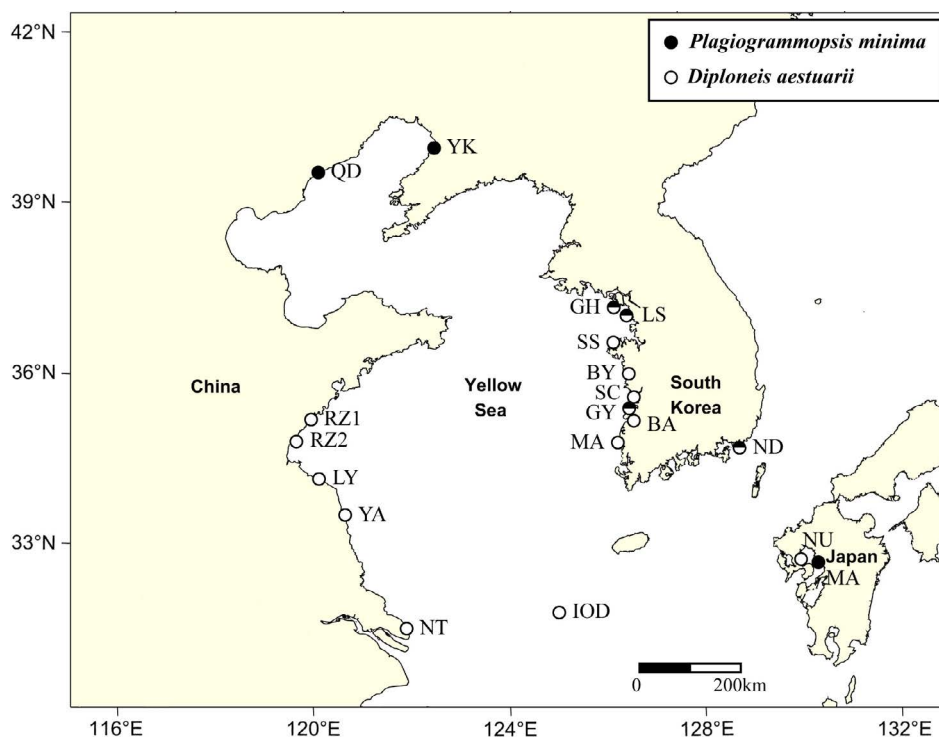 42°N
Plagiogrammopsis minima
Diploneis aestuarii
YK
QD
39°N
GH
LS
SS
36°N
BY
China
Yellow
Sea
South
Korea
SC
GY
BA
RZ1
RZ2
MA
ND
LY
YA
33°N
NU
Japan
MA
IOD
NT
0
200km
116°E
120°E
124°E
128°E
132°E